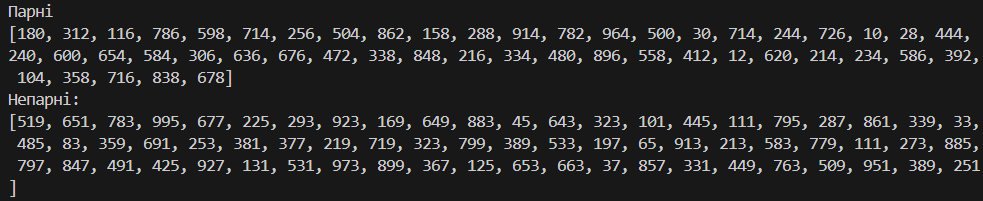 Парні
[180, 312, 116, 786, 598, 714, 256, 504, 862, 158, 288, 914, 782, 964, 500, 30, 714, 244, 726, 10, 28, 444,
240, 600, 654, 584, 306, 636, 676, 472, 338, 848, 216, 334, 480, 896, 558, 412, 12, 620, 214, 234, 586, 392,
104, 358, 716, 838, 678]
Непарні:
[519, 651, 783, 995, 677, 225, 293, 923, 169, 649, 883, 45, 643, 323, 101, 445, 111, 795, 287, 861, 339, 33,
485, 83, 359, 691, 253, 381, 377, 219, 719, 323, 799, 389, 533, 197, 65, 913, 213, 583, 779, 111, 273, 885,
797, 847, 491, 425, 927, 131, 531, 973, 899, 367, 125, 653, 663, 37, 857, 331, 449, 763, 509, 951, 389, 251
]